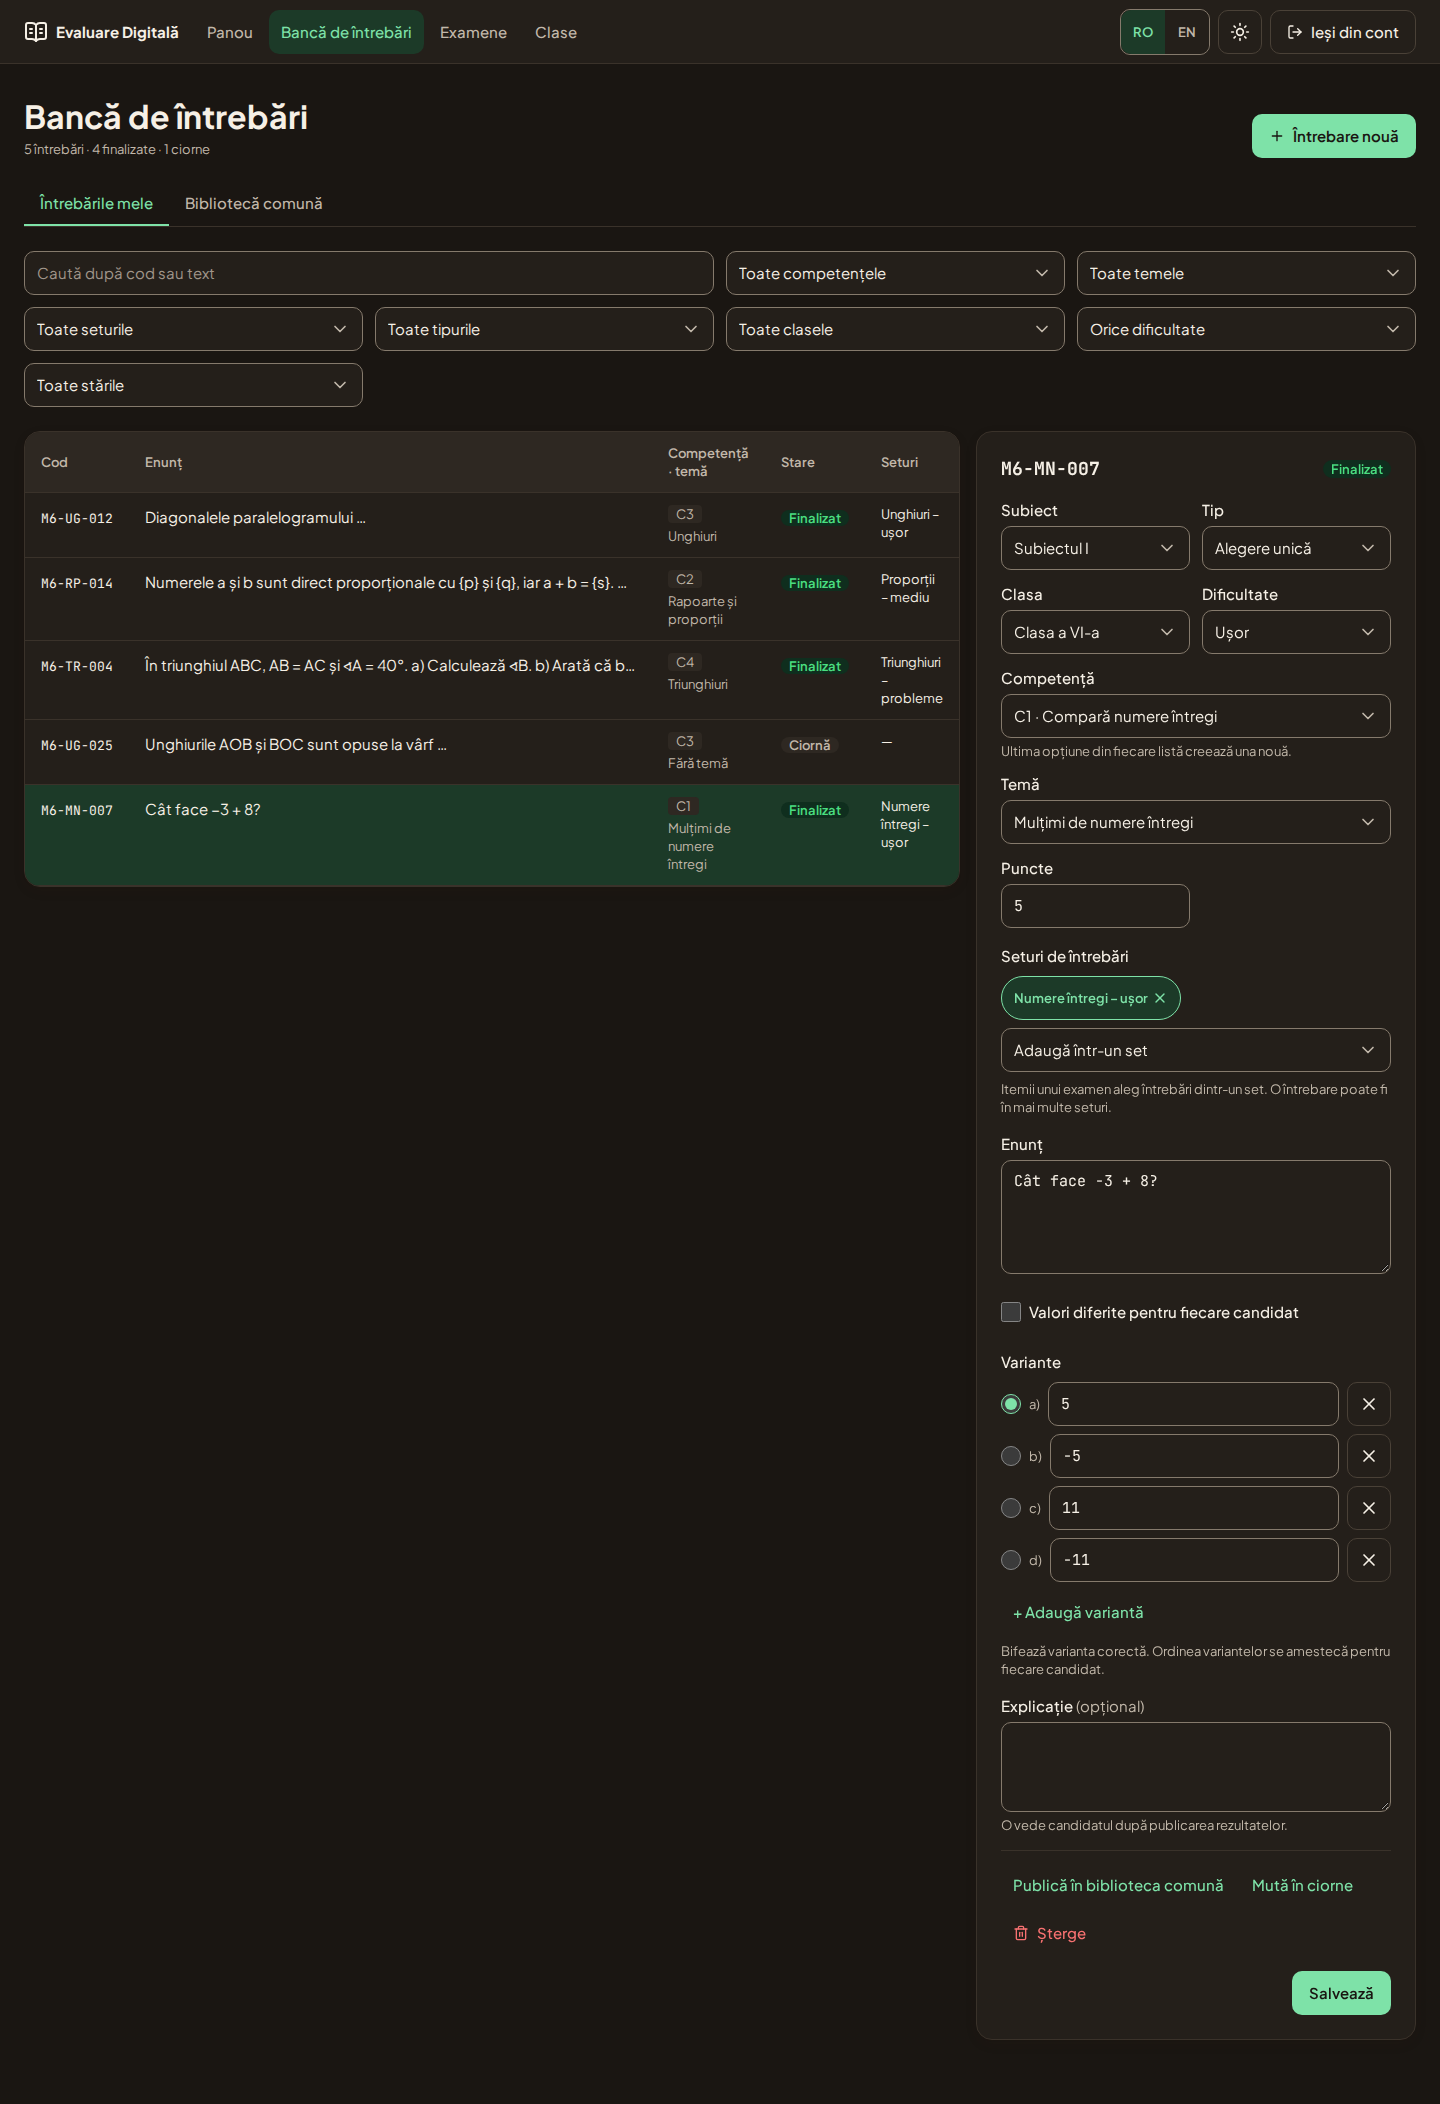 Evaluare Digitală
Panou
Bancă de întrebări
Examene
Clase
RO
EN
Ieși din cont
Bancă de întrebări
5 întrebări · 4 finalizate · 1 ciorne
+ Întrebare nouă
Întrebările mele
Bibliotecă comună
Caută după cod sau text
Toate competențele
Toate temele
Toate seturile
Toate tipurile
Toate clasele
Orice dificultate
Toate stările
Cod
Enunț
Competență
· temă
Stare
Seturi
M6-UG-012
Diagonalele paralelogramului …
C3
Unghiuri
Finalizat
Unghiuri –
ușor
M6-RP-014
Numerele a și b sunt direct proporționale cu {p} și {q}, iar a + b = {s}. …
C2
Rapoarte și
proporții
Finalizat
Proporții
– mediu
M6-TR-004
În triunghiul ABC, AB = AC și ∢A = 40°. a) Calculează ∢B. b) Arată că b…
C4
Triunghiuri
Finalizat
Triunghiuri
–
probleme
M6-UG-025
Unghiurile AOB și BOC sunt opuse la vârf …
C3
Fără temă
Ciornă
—
M6-MN-007
Cât face −3 + 8?
C1
Mulțimi de
numere
întregi
Finalizat
Numere
întregi –
ușor
M6-MN-007
Finalizat
Subiect
Tip
Subiectul I
Alegere unică
Clasa
Dificultate
Clasa a VI-a
Ușor
Competență
C1 · Compară numere întregi
Ultima opțiune din fiecare listă creează una nouă.
Temă
Mulțimi de numere întregi
Puncte
5
Seturi de întrebări
Numere întregi – ușor
Adaugă într-un set
Itemii unui examen aleg întrebări dintr-un set. O întrebare poate fi
în mai multe seturi.
Enunț
Cât face -3 + 8?
Valori diferite pentru fiecare candidat
Variante
a) 5
b) -5
c) 11
d) -11
+ Adaugă variantă
Bifează varianta corectă. Ordinea variantelor se amestecă pentru
fiecare candidat.
Explicație (opțional)
O vede candidatul după publicarea rezultatelor.
Publică în biblioteca comună
Mută în ciorne
Șterge
Salvează